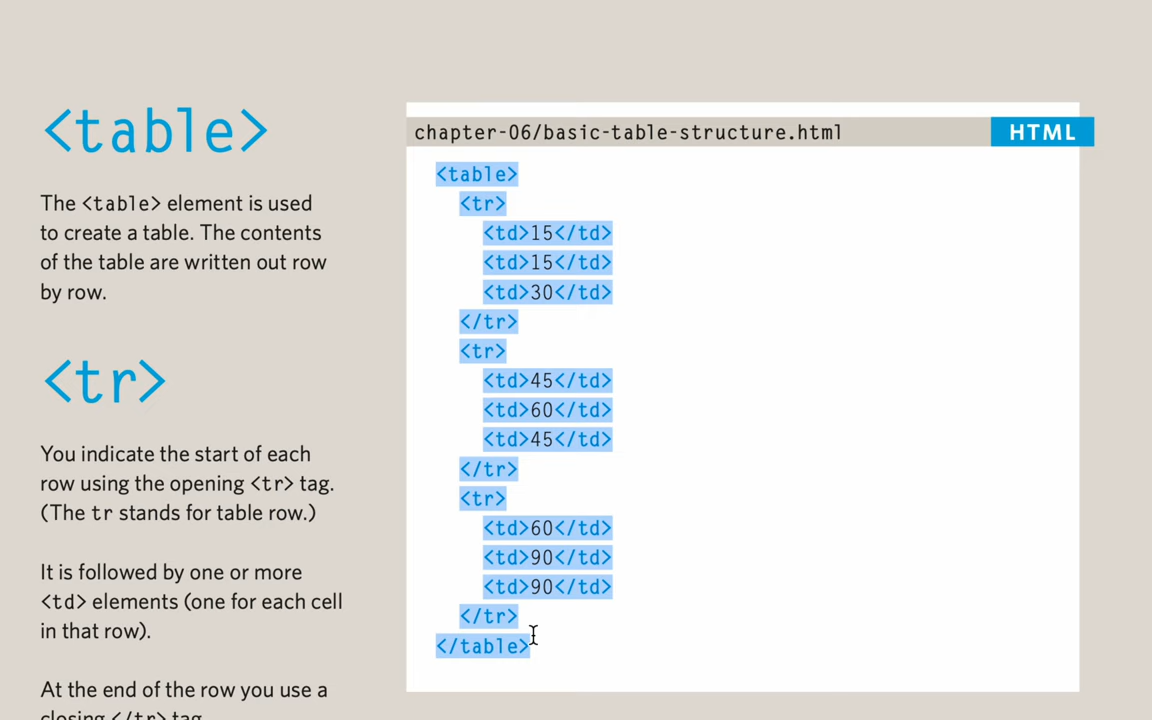 <table>
The <table> element is used
to create a table. The contents
of the table are written out row
by row.
<tr>
You indicate the start of each
row using the opening <tr> tag.
(The tr stands for table row.)
It is followed by one or more
<td> elements (one for each cell
in that row).
At the end of the row you use a
closing </tr> tag.
chapter-06/basic-table-structure.html
HTML
<table>
<tr>
<td>15</td>
<td>15</td>
<td>30</td>
</tr>
<tr>
<td>45</td>
<td>60</td>
<td>45</td>
</tr>
<tr>
<td>60</td>
<td>90</td>
<td>90</td>
</tr>
</table>